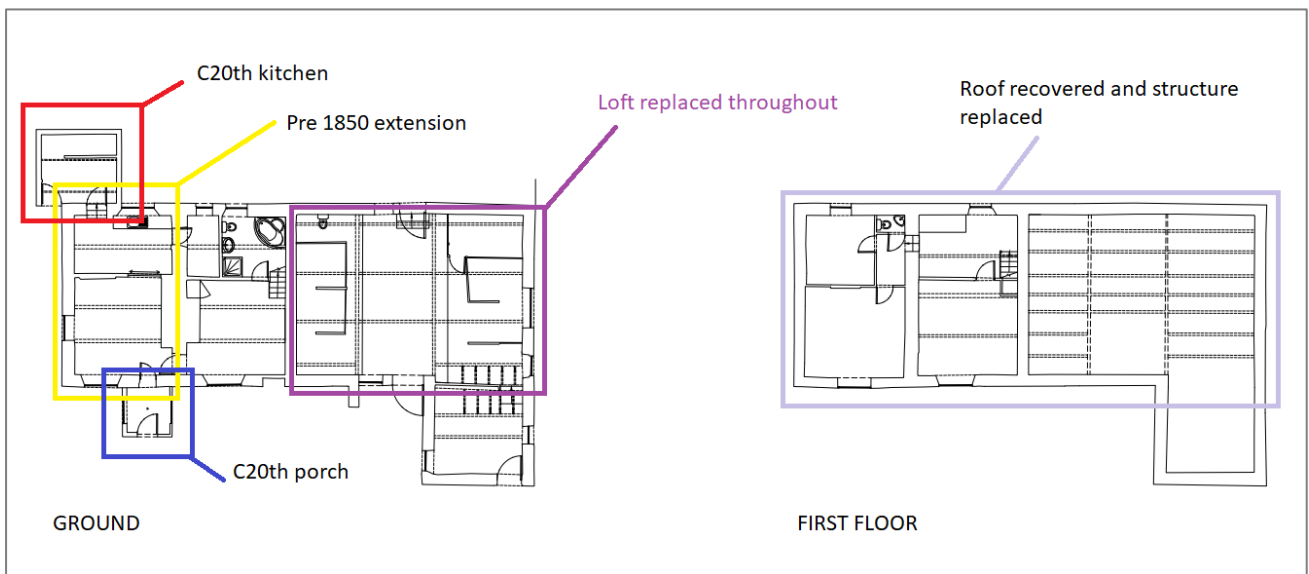 C20th kitchen
Pre 1850 extension
Loft replaced throughout
Roof recovered and structure
replaced
C20th porch
GROUND
FIRST FLOOR